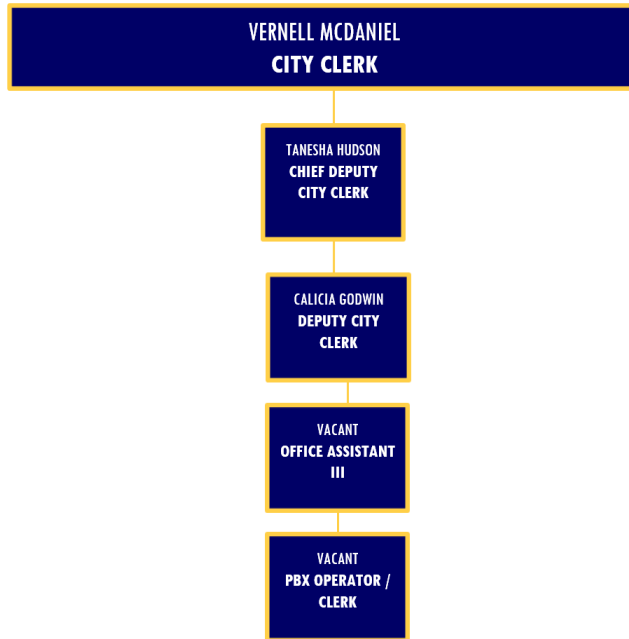 VERNELL MCDANIEL
CITY CLERK
TANESHA HUDSON
CHIEF DEPUTY
CITY CLERK
CALICIA GODWIN
DEPUTY CITY
CLERK
VACANT
OFFICE ASSISTANT
III
VACANT
PBX OPERATOR /
CLERK